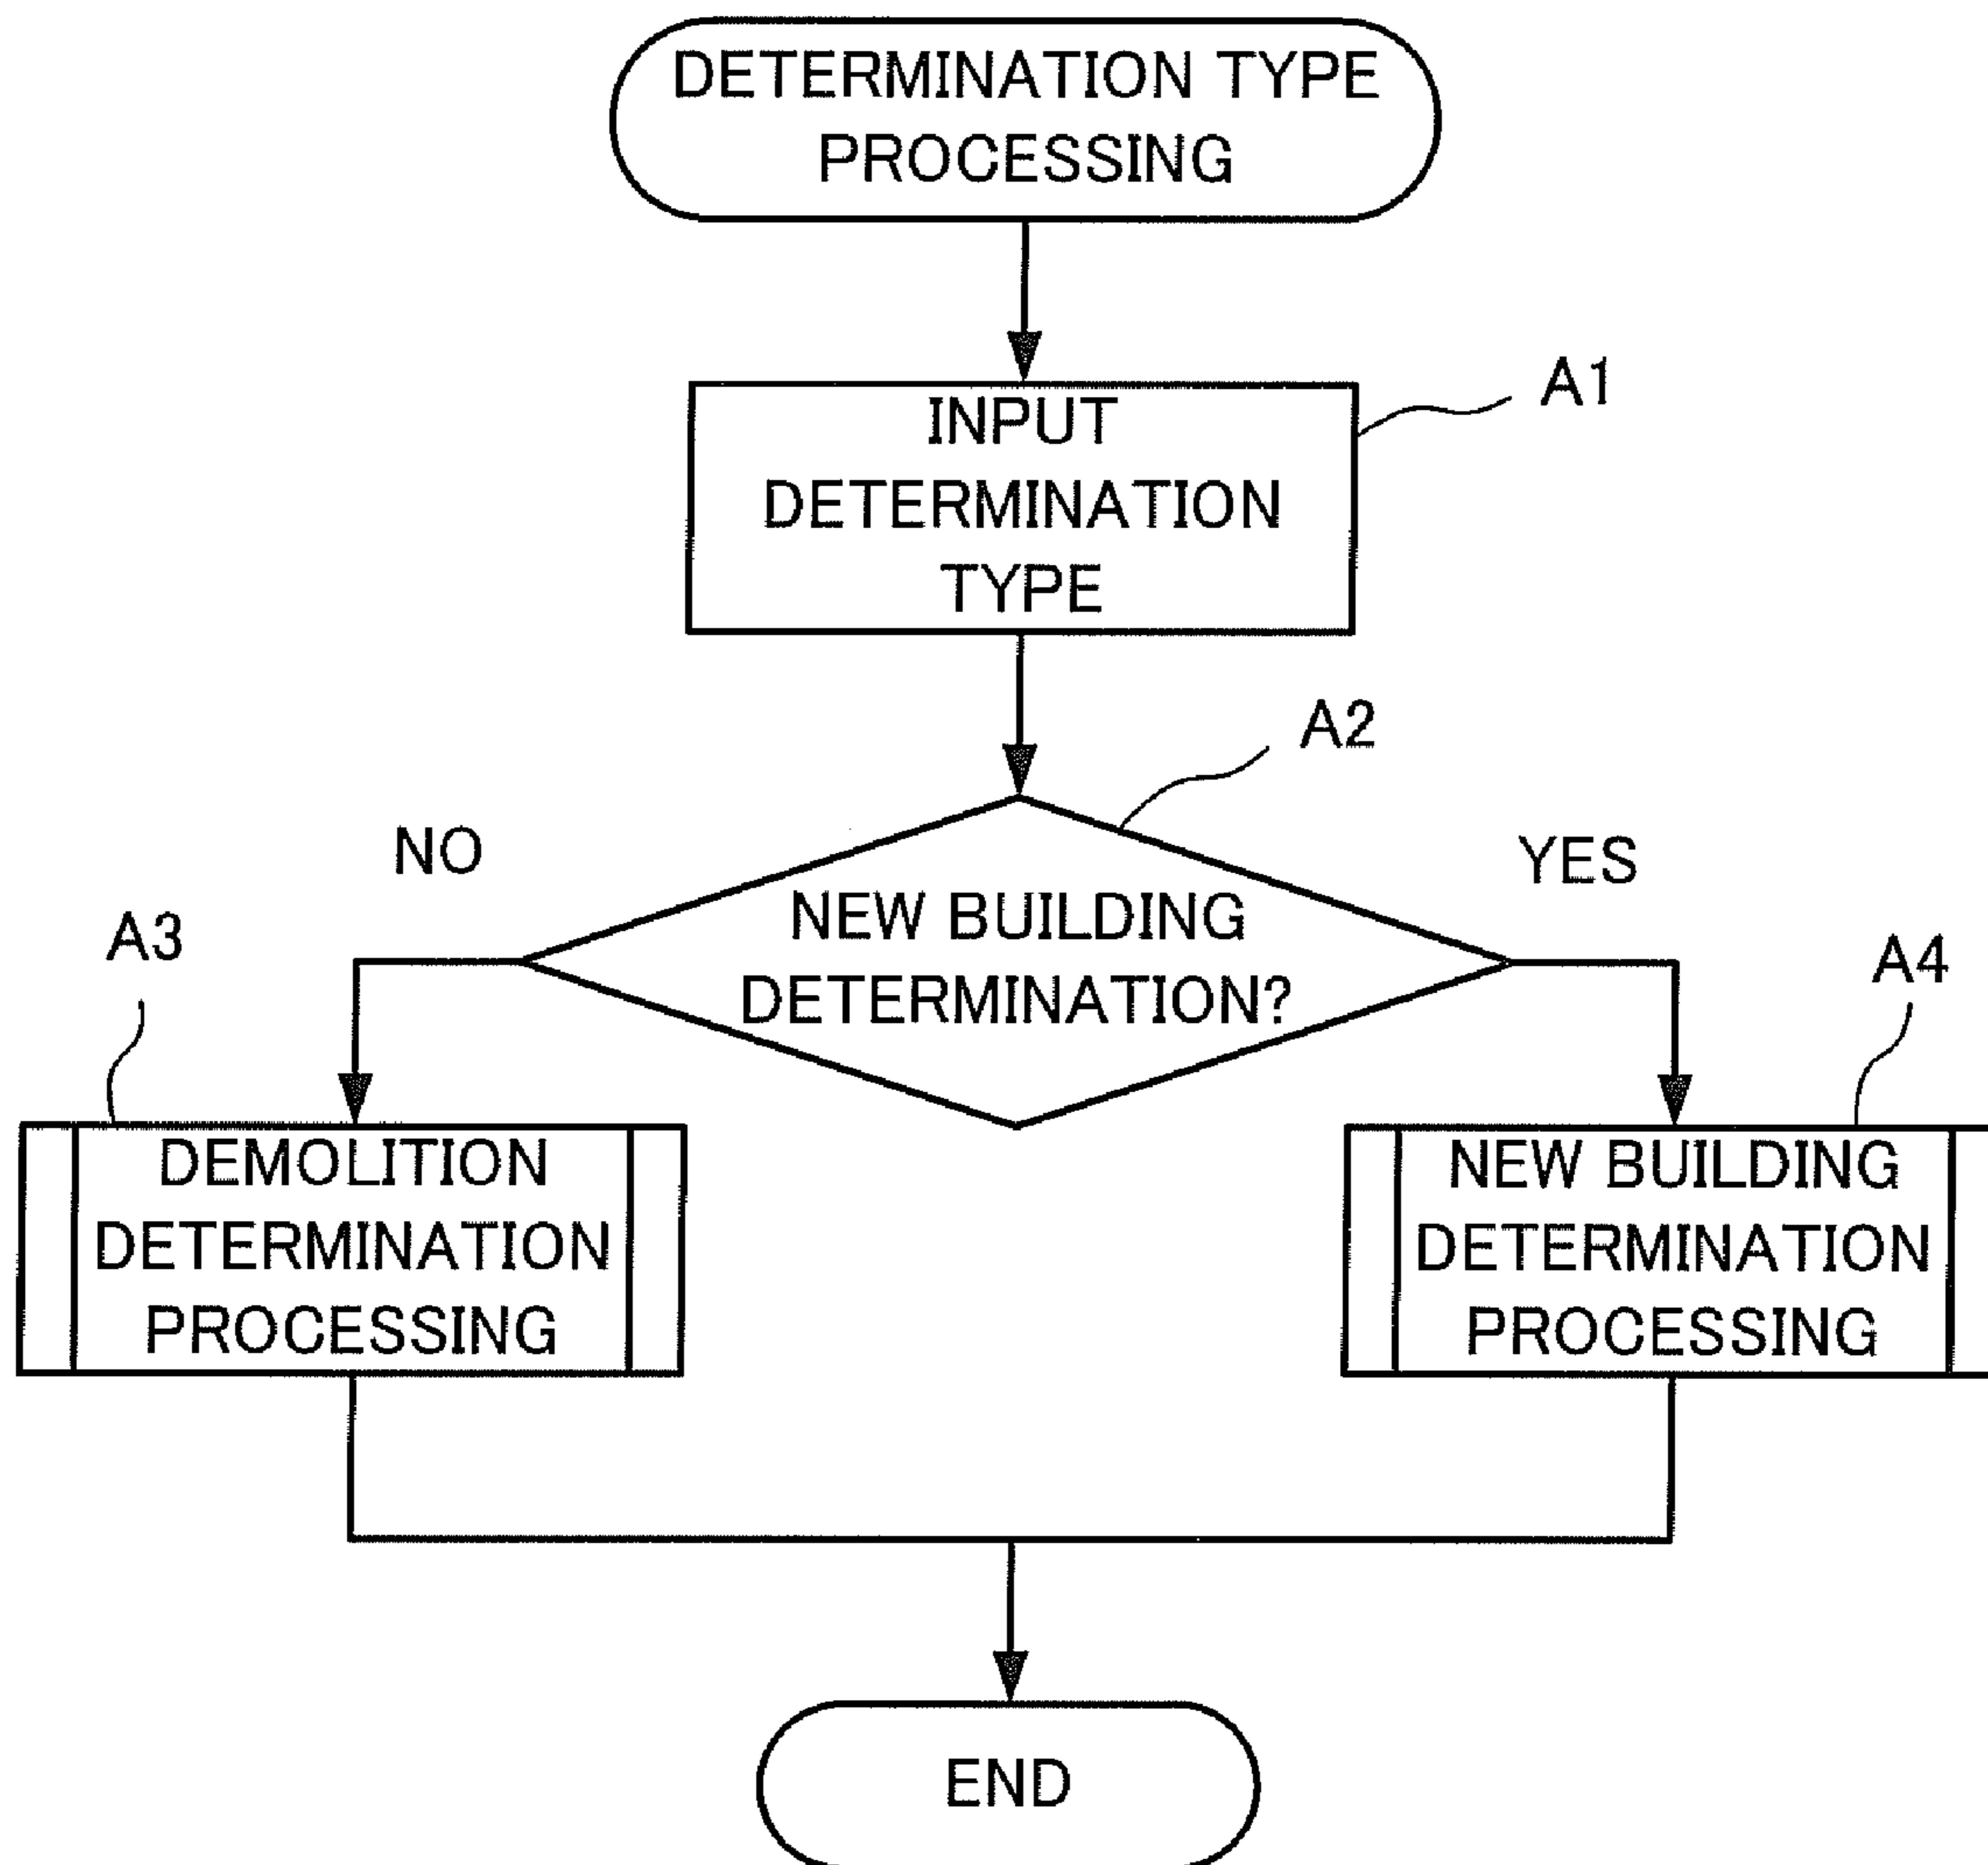 DETERMINATION TYPE
PROCESSING
A1
INPUT
DETERMINATION
TYPE
A2
NO
YES
NEW BUILDING
DETERMINATION?
A3
A4
DEMOLITION
DETERMINATION
PROCESSING
NEW BUILDING
DETERMINATION
PROCESSING
END